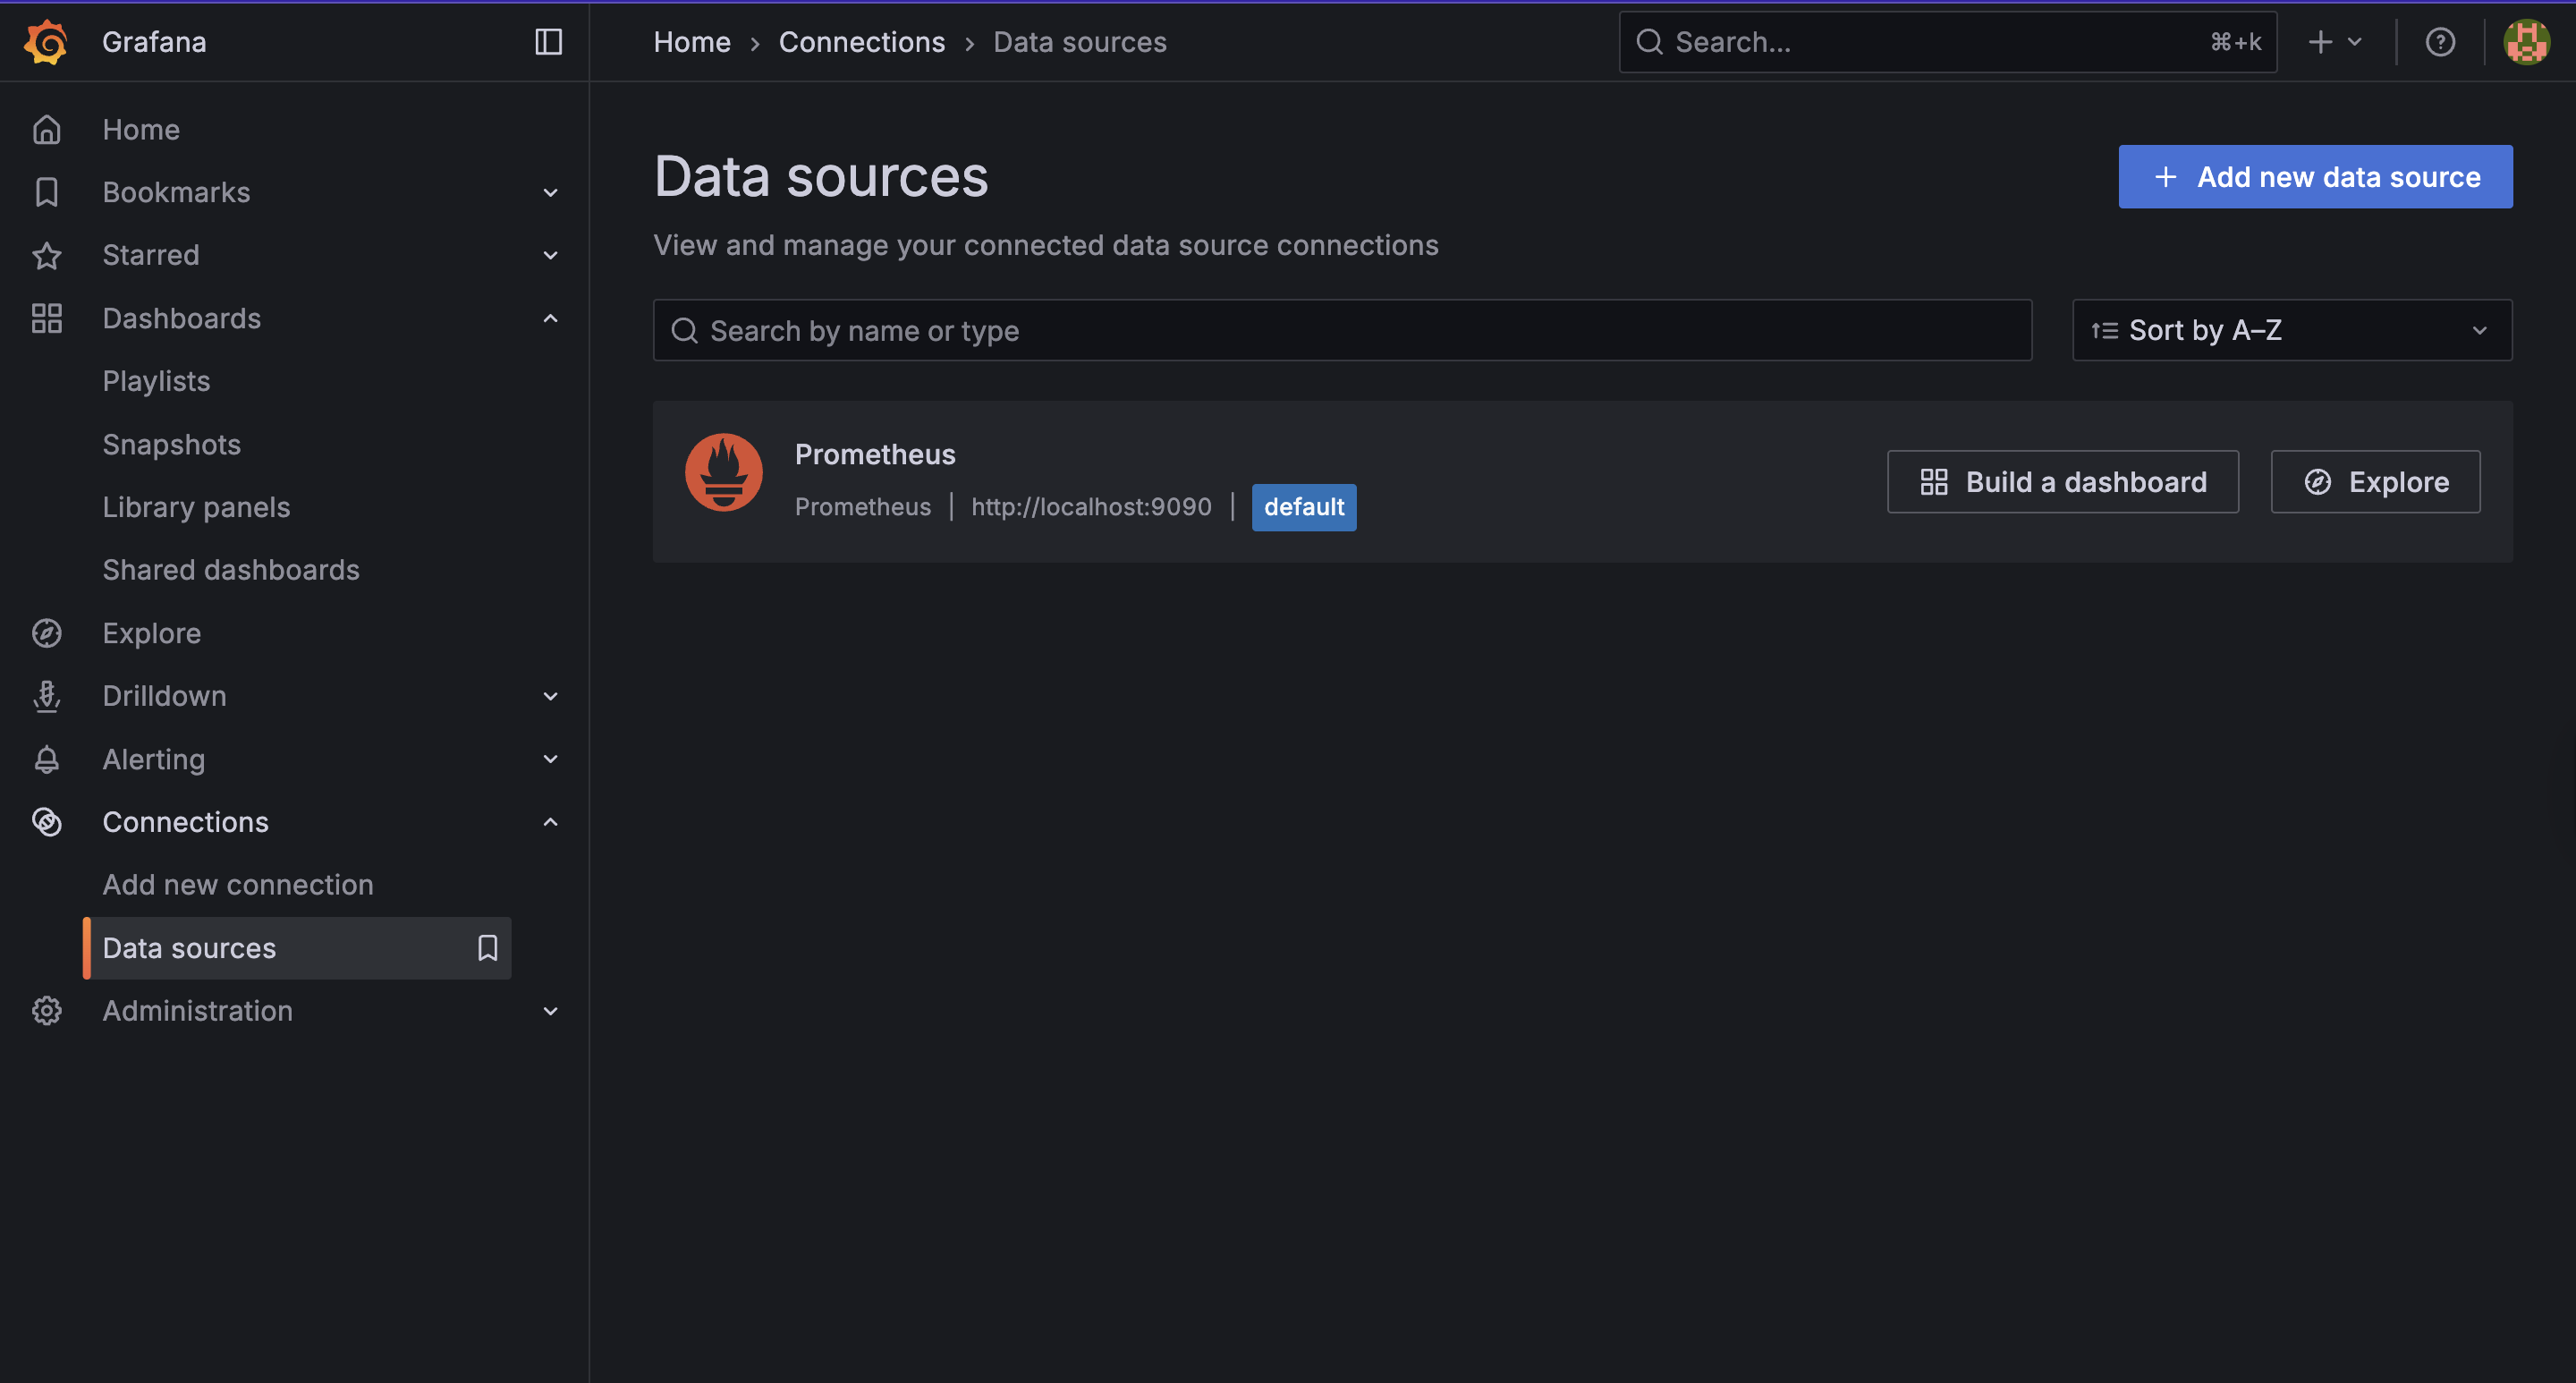 Grafana
Home › Connections › Data sources
Search...
⌘+k
Home
Bookmarks
Starred
Dashboards
Playlists
Snapshots
Library panels
Shared dashboards
Explore
Drilldown
Alerting
Connections
Add new connection
Data sources
Administration
Data sources
+ Add new data source
View and manage your connected data source connections
Search by name or type
Sort by A–Z
Prometheus
Prometheus | http://localhost:9090 | default
Build a dashboard
Explore